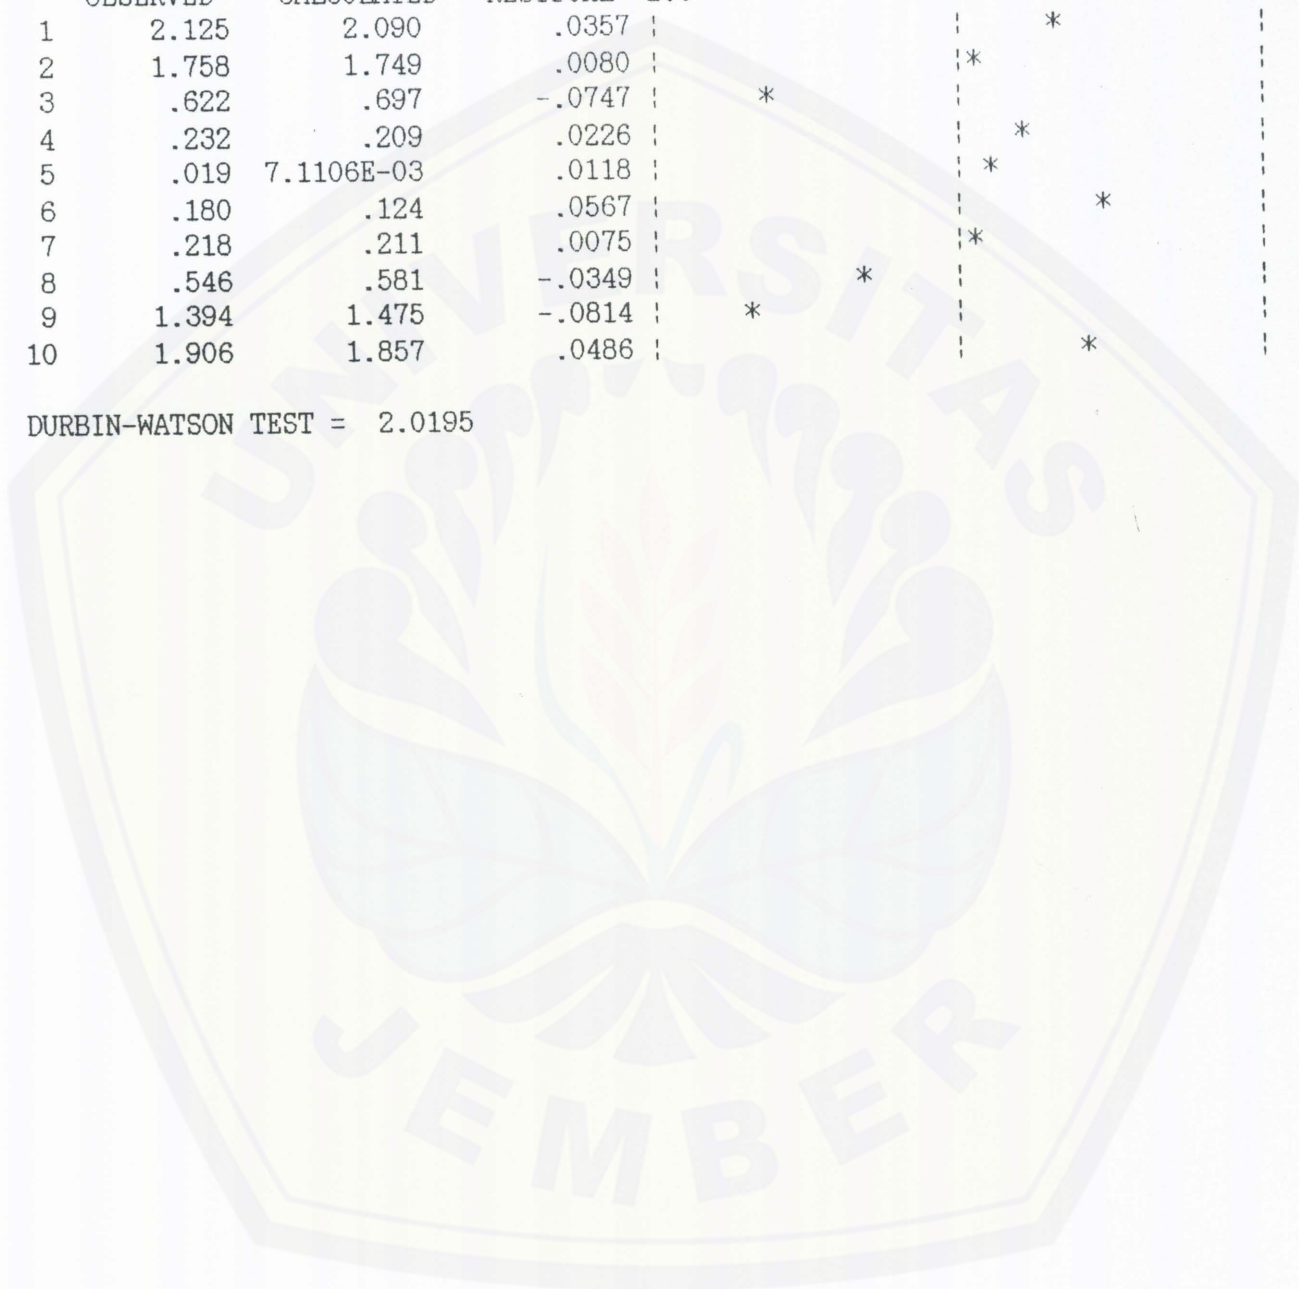 1 2.125 2.090 .0357 ¦ ¦ * ¦
2 1.758 1.749 .0080 ¦ ¦* ¦
3 .622 .697 -.0747 ¦ * ¦ ¦
4 .232 .209 .0226 ¦ ¦ * ¦
5 .019 7.1106E-03 .0118 ¦ ¦ * ¦
6 .180 .124 .0567 ¦ ¦ * ¦
7 .218 .211 .0075 ¦ ¦* ¦
8 .546 .581 -.0349 ¦ * ¦ ¦
9 1.394 1.475 -.0814 ¦ * ¦ ¦
10 1.906 1.857 .0486 ¦ ¦ * ¦
DURBIN-WATSON TEST = 2.0195
UNIVERSITAS
JEMBER